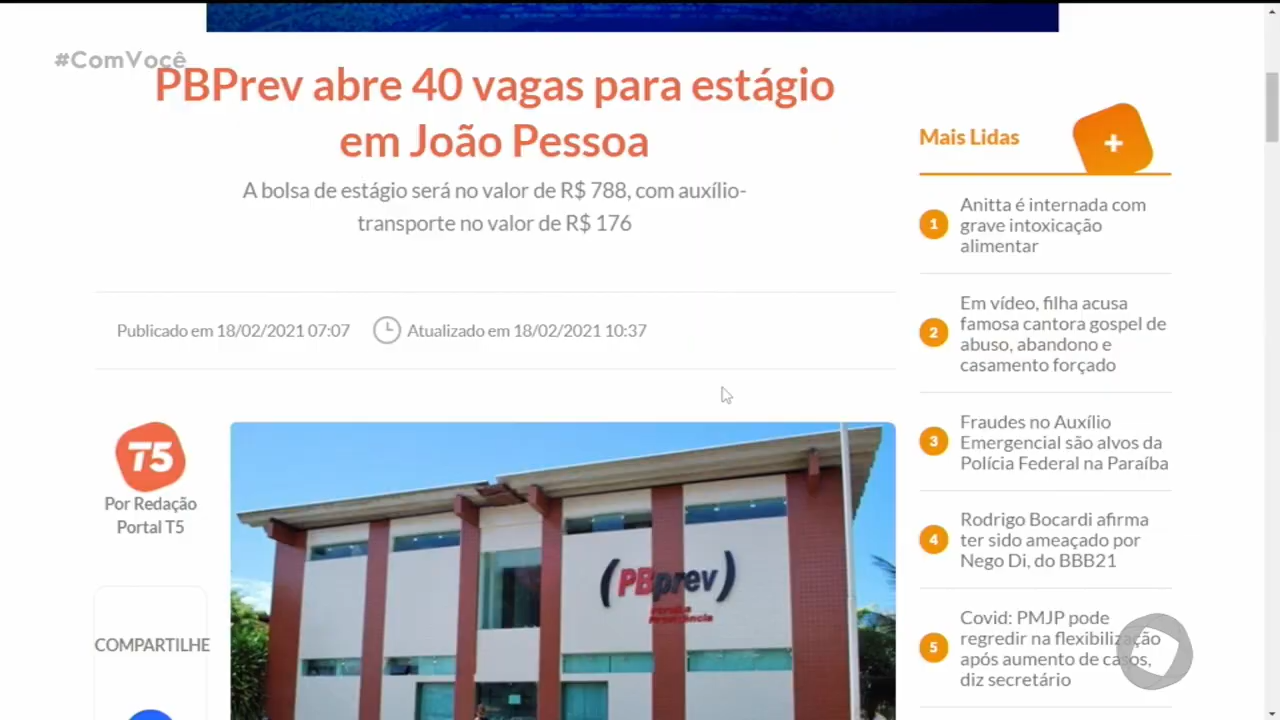 #ComVocê
PBPrev abre 40 vagas para estágio
em João Pessoa
A bolsa de estágio será no valor de R$ 788, com auxílio-
transporte no valor de R$ 176
Publicado em 18/02/2021 07:07
Atualizado em 18/02/2021 10:37
T5
Por Redação
Portal T5
COMPARTILHE
(PBprev)
Paraíba
Previdência
Mais Lidas
+
1
Anitta é internada com
grave intoxicação
alimentar
2
Em vídeo, filha acusa
famosa cantora gospel de
abuso, abandono e
casamento forçado
3
Fraudes no Auxílio
Emergencial são alvos da
Polícia Federal na Paraíba
4
Rodrigo Bocardi afirma
ter sido ameaçado por
Nego Di, do BBB21
5
Covid: PMJP pode
regredir na flexibilização
após aumento de casos,
diz secretário